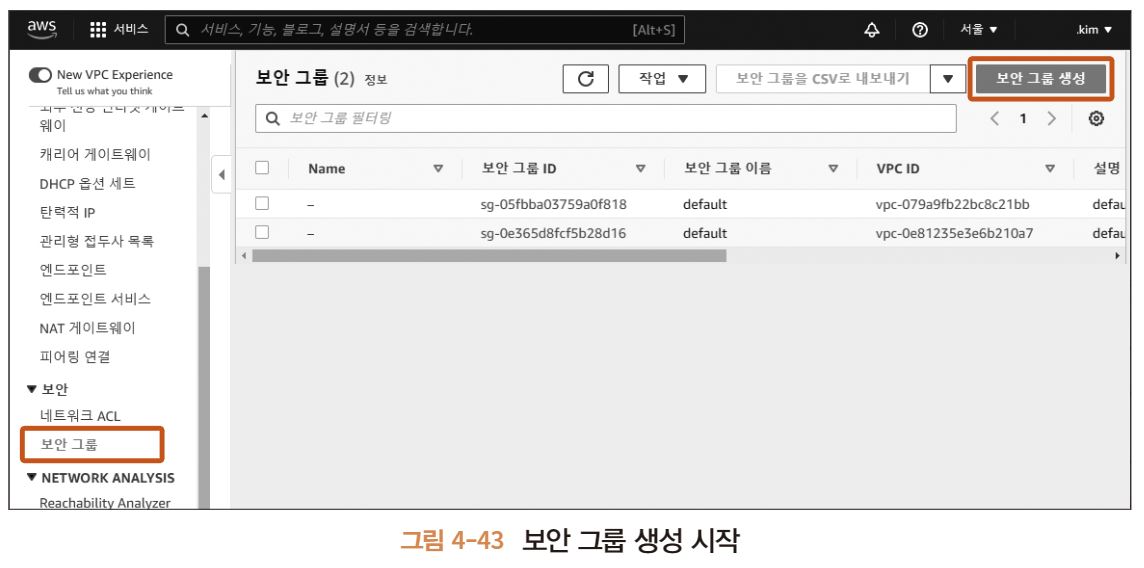 aws 서비스 서비스, 기능, 블로그, 설명서 등을 검색합니다. [Alt+S] 서울 ▼ .kim ▼
New VPC Experience
Tell us what you think
웨이
캐리어 게이트웨이
DHCP 옵션 세트
탄력적 IP
관리형 접두사 목록
엔드포인트
엔드포인트 서비스
NAT 게이트웨이
피어링 연결
▼ 보안
네트워크 ACL
보안 그룹
▼ NETWORK ANALYSIS
Reachability Analyzer
보안 그룹 (2) 정보 작업 ▼ 보안 그룹을 CSV로 내보내기 ▼ 보안 그룹 생성
보안 그룹 필터링 < 1 >
Name 보안 그룹 ID 보안 그룹 이름 VPC ID 설명
– sg-05fbba03759a0f818 default vpc-079a9fb22bc8c21bb defau
– sg-0e365d8fcf5b28d16 default vpc-0e81235e3e6b210a7 defau
그림 4-43 보안 그룹 생성 시작